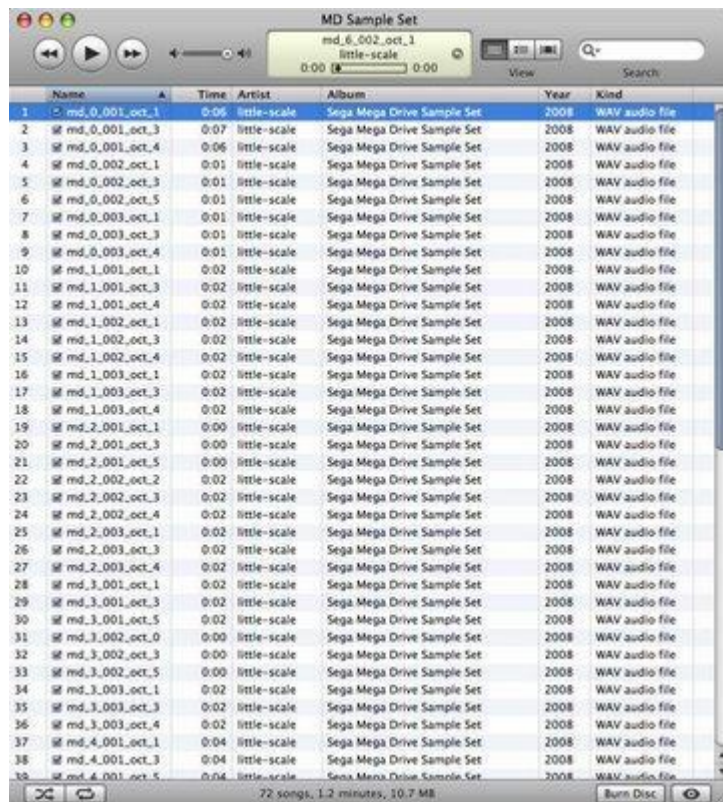 MD Sample Set
md_6_002_oct_1
little-scale
0:00 0:00
View
Search
Name Time Artist Album Year Kind
1 md_0_001_oct_1 0:06 little-scale Sega Mega Drive Sample Set 2008 WAV audio file
2 md_0_001_oct_3 0:07 little-scale Sega Mega Drive Sample Set 2008 WAV audio file
3 md_0_001_oct_4 0:06 little-scale Sega Mega Drive Sample Set 2008 WAV audio file
4 md_0_002_oct_1 0:01 little-scale Sega Mega Drive Sample Set 2008 WAV audio file
5 md_0_002_oct_3 0:01 little-scale Sega Mega Drive Sample Set 2008 WAV audio file
6 md_0_002_oct_5 0:01 little-scale Sega Mega Drive Sample Set 2008 WAV audio file
7 md_0_003_oct_1 0:01 little-scale Sega Mega Drive Sample Set 2008 WAV audio file
8 md_0_003_oct_3 0:01 little-scale Sega Mega Drive Sample Set 2008 WAV audio file
9 md_0_003_oct_4 0:01 little-scale Sega Mega Drive Sample Set 2008 WAV audio file
10 md_1_001_oct_1 0:02 little-scale Sega Mega Drive Sample Set 2008 WAV audio file
11 md_1_001_oct_3 0:02 little-scale Sega Mega Drive Sample Set 2008 WAV audio file
12 md_1_001_oct_4 0:02 little-scale Sega Mega Drive Sample Set 2008 WAV audio file
13 md_1_002_oct_1 0:02 little-scale Sega Mega Drive Sample Set 2008 WAV audio file
14 md_1_002_oct_3 0:02 little-scale Sega Mega Drive Sample Set 2008 WAV audio file
15 md_1_002_oct_4 0:02 little-scale Sega Mega Drive Sample Set 2008 WAV audio file
16 md_1_003_oct_1 0:02 little-scale Sega Mega Drive Sample Set 2008 WAV audio file
17 md_1_003_oct_3 0:02 little-scale Sega Mega Drive Sample Set 2008 WAV audio file
18 md_1_003_oct_4 0:02 little-scale Sega Mega Drive Sample Set 2008 WAV audio file
19 md_2_001_oct_1 0:00 little-scale Sega Mega Drive Sample Set 2008 WAV audio file
20 md_2_001_oct_3 0:00 little-scale Sega Mega Drive Sample Set 2008 WAV audio file
21 md_2_001_oct_5 0:00 little-scale Sega Mega Drive Sample Set 2008 WAV audio file
22 md_2_002_oct_2 0:02 little-scale Sega Mega Drive Sample Set 2008 WAV audio file
23 md_2_002_oct_3 0:02 little-scale Sega Mega Drive Sample Set 2008 WAV audio file
24 md_2_002_oct_4 0:02 little-scale Sega Mega Drive Sample Set 2008 WAV audio file
25 md_2_003_oct_1 0:02 little-scale Sega Mega Drive Sample Set 2008 WAV audio file
26 md_2_003_oct_3 0:02 little-scale Sega Mega Drive Sample Set 2008 WAV audio file
27 md_2_003_oct_4 0:02 little-scale Sega Mega Drive Sample Set 2008 WAV audio file
28 md_3_001_oct_1 0:02 little-scale Sega Mega Drive Sample Set 2008 WAV audio file
29 md_3_001_oct_3 0:02 little-scale Sega Mega Drive Sample Set 2008 WAV audio file
30 md_3_001_oct_5 0:02 little-scale Sega Mega Drive Sample Set 2008 WAV audio file
31 md_3_002_oct_0 0:00 little-scale Sega Mega Drive Sample Set 2008 WAV audio file
32 md_3_002_oct_3 0:00 little-scale Sega Mega Drive Sample Set 2008 WAV audio file
33 md_3_002_oct_5 0:00 little-scale Sega Mega Drive Sample Set 2008 WAV audio file
34 md_3_003_oct_1 0:02 little-scale Sega Mega Drive Sample Set 2008 WAV audio file
35 md_3_003_oct_3 0:02 little-scale Sega Mega Drive Sample Set 2008 WAV audio file
36 md_3_003_oct_4 0:02 little-scale Sega Mega Drive Sample Set 2008 WAV audio file
37 md_4_001_oct_1 0:04 little-scale Sega Mega Drive Sample Set 2008 WAV audio file
38 md_4_001_oct_3 0:04 little-scale Sega Mega Drive Sample Set 2008 WAV audio file
39 md_4_001_oct_5 0:04 little-scale Sega Mega Drive Sample Set 2008 WAV audio file
72 songs, 1.2 minutes, 10.7 MB
Burn Disc